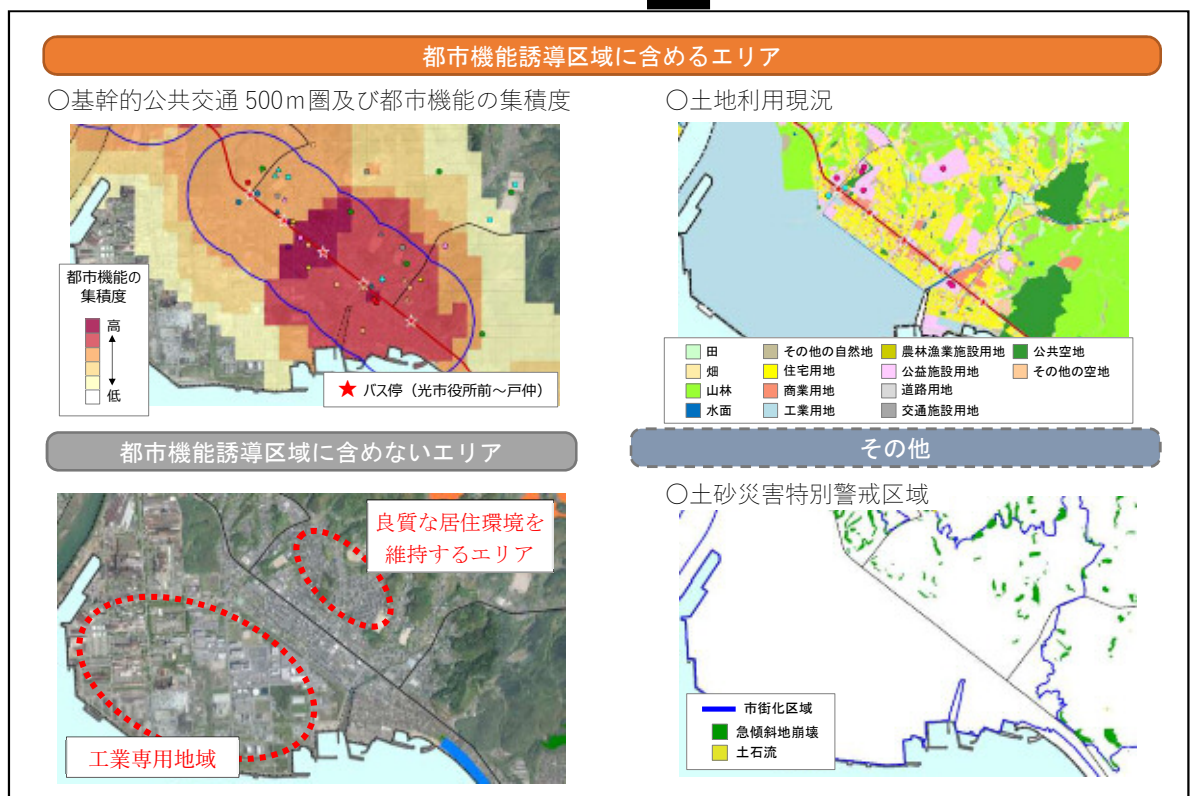 都市機能誘導区域に含めるエリア
○基幹的公共交通 500ｍ圏及び都市機能の集積度
都市機能の
集積度
高
低
★ バス停（光市役所前～戸仲）
○土地利用現況
田
その他の自然地
農林漁業施設用地
公共空地
畑
住宅用地
公益施設用地
その他の空地
山林
商業用地
道路用地
水面
工業用地
交通施設用地
都市機能誘導区域に含めないエリア
良質な居住環境を
維持するエリア
工業専用地域
その他
○土砂災害特別警戒区域
市街化区域
急傾斜地崩壊
土石流